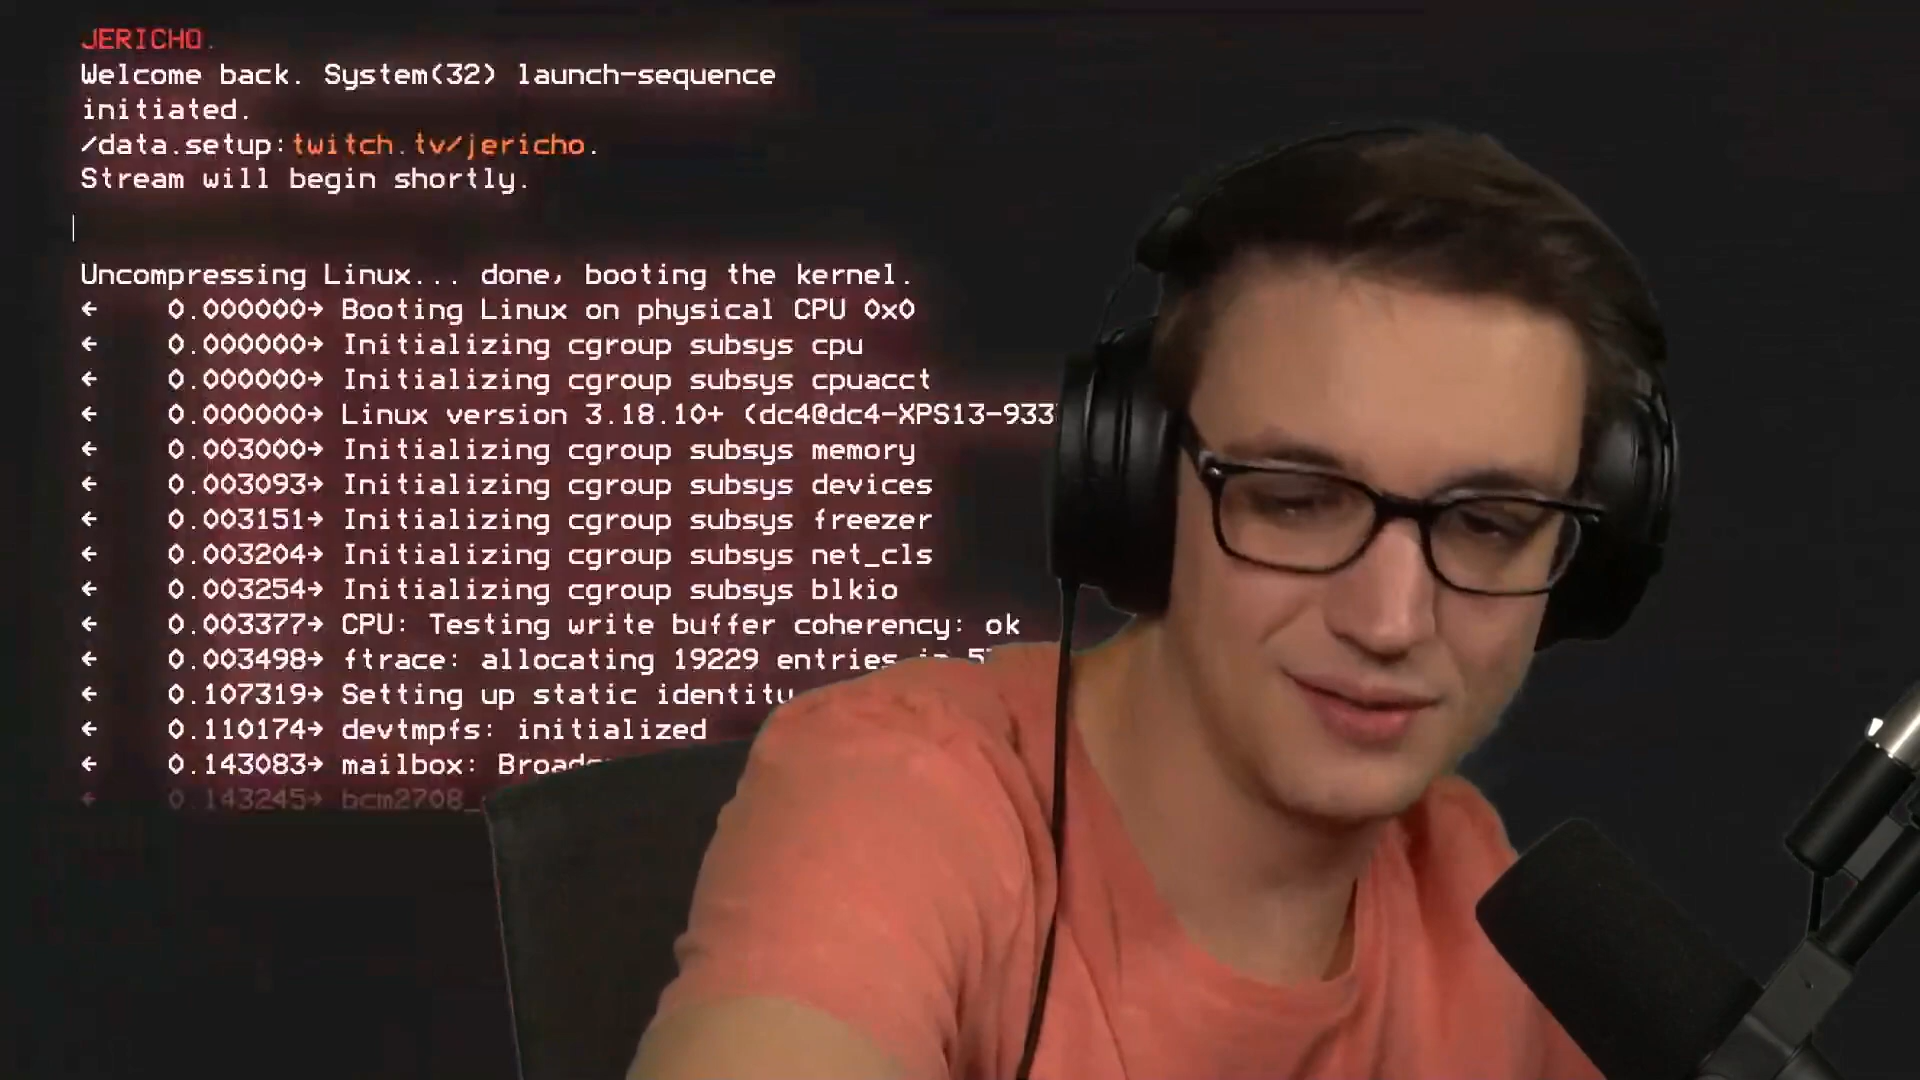 JERICHO.
Welcome back. System(32) launch-sequence
initiated.
/data.setup:twitch.tv/jericho.
Stream will begin shortly.
Uncompressing Linux... done, booting the kernel.
← 0.000000→ Booting Linux on physical CPU 0x0
← 0.000000→ Initializing cgroup subsys cpu
← 0.000000→ Initializing cgroup subsys cpuacct
← 0.000000→ Linux version 3.18.10+ (dc4@dc4-XPS13-933
← 0.003000→ Initializing cgroup subsys memory
← 0.003093→ Initializing cgroup subsys devices
← 0.003151→ Initializing cgroup subsys freezer
← 0.003204→ Initializing cgroup subsys net_cls
← 0.003254→ Initializing cgroup subsys blkio
← 0.003377→ CPU: Testing write buffer coherency: ok
← 0.003498→ ftrace: allocating 19229 entries in
← 0.107319→ Setting up static identity
← 0.110174→ devtmpfs: initialized
← 0.143083→ mailbox:
← 0.143245→ bcm2708_